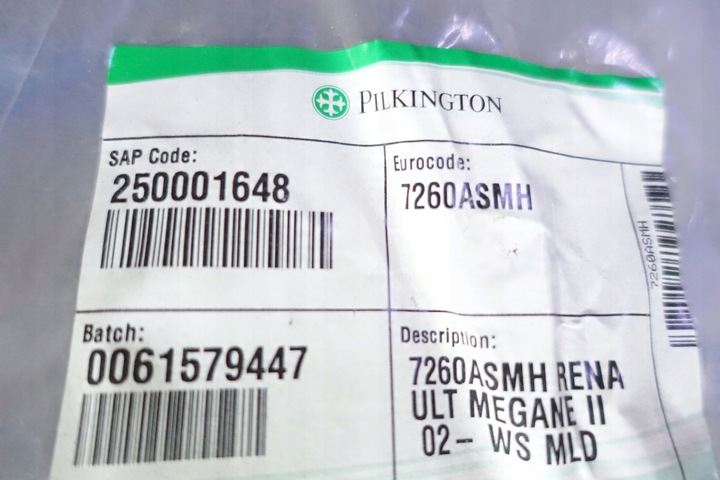 PILKINGTON
SAP Code:
250001648
Eurocode:
7260ASMH
7260ASMH
Batch:
0061579447
Description:
7260ASMH RENA
ULT MEGANE II
02- WS MLD